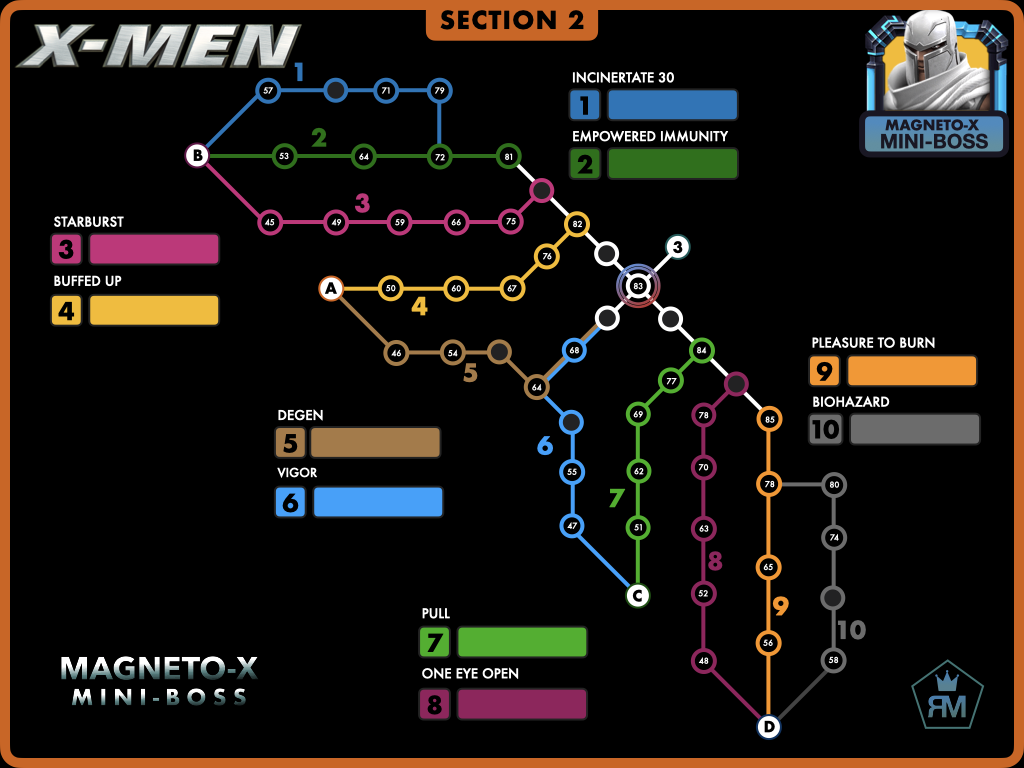 SECTION 2
X-MEN
MAGNETO-X
MINI-BOSS
INCINERTATE 30
1
EMPOWERED IMMUNITY
2
1
57
71
79
B
2
53
64
72
81
3
45
49
59
66
75
STARBURST
3
BUFFED UP
4
82
76
3
83
A
50
60
67
4
46
54
5
64
68
84
77
PLEASURE TO BURN
9
BIOHAZARD
10
DEGEN
5
VIGOR
6
6
55
47
69
62
7
51
C
78
70
63
8
52
48
85
78
65
9
56
80
74
10
58
D
PULL
7
ONE EYE OPEN
8
MAGNETO-X
MINI-BOSS
RM